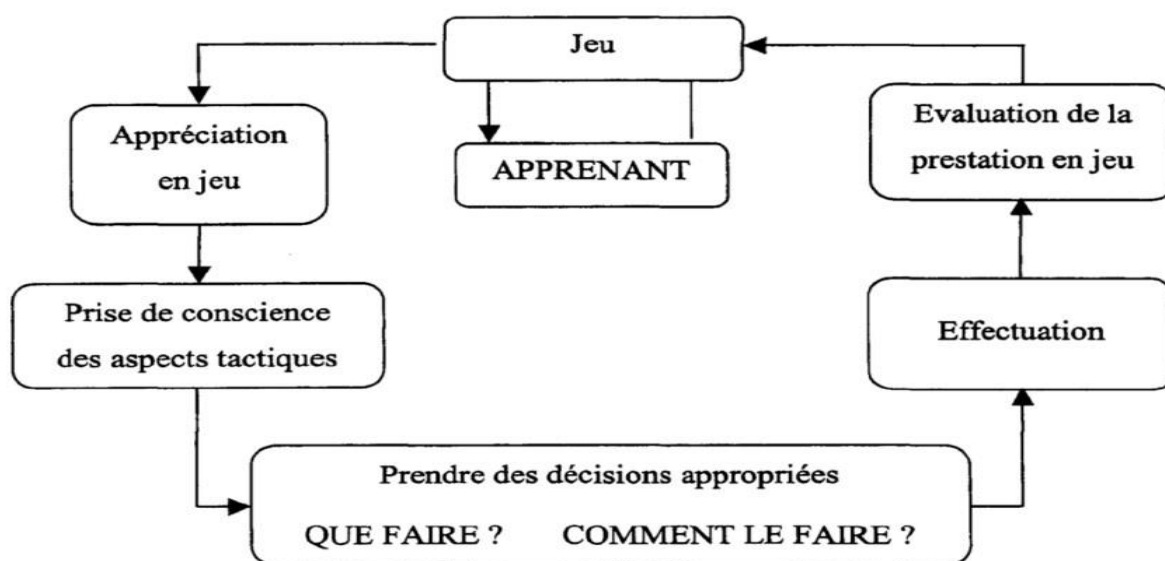 Jeu
APPRENANT
Appréciation
en jeu
Prise de conscience
des aspects tactiques
Prendre des décisions appropriées
QUE FAIRE ? COMMENT LE FAIRE ?
Effectuation
Evaluation de la
prestation en jeu